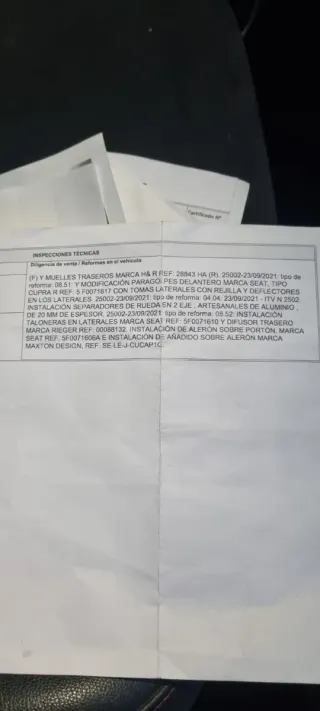 Certificado Nº
INSPECCIONES TÉCNICAS
Diligencia de venta / Reformas en el vehículo
(F) Y MUELLES TRASEROS MARCA H& R REF: 28843 HA (R). 25002-23/09/2021: tipo de
reforma: 08.51: Y MODIFICACIÓN PARAGOLPES DELANTERO MARCA SEAT, TIPO
CUPRA R REF: 5 F0071617 CON TOMAS LATERALES CON REJILLA Y DEFLECTORES
EN LOS LATERALES. 25002-23/09/2021: tipo de reforma: 04.04: 23/09/2021 - ITV N 2502.
INSTALACIÓN SEPARADORES DE RUEDA EN 2 EJE , ARTESANALES DE ALUMINIO ,
DE 20 MM DE ESPESOR. 25002-23/09/2021: tipo de reforma: 08.52: INSTALACIÓN
TALONERAS EN LATERALES MARCA SEAT REF: 5F0071610 Y DIFUSOR TRASERO
MARCA RIEGER REF: 00088132. INSTALACIÓN DE ALERÓN SOBRE PORTÓN, MARCA
SEAT REF.: 5F0071606A E INSTALACIÓN DE AÑADIDO SOBRE ALERÓN MARCA
MAXTON DESIGN, REF: SE-LE-3-CUCAP1G